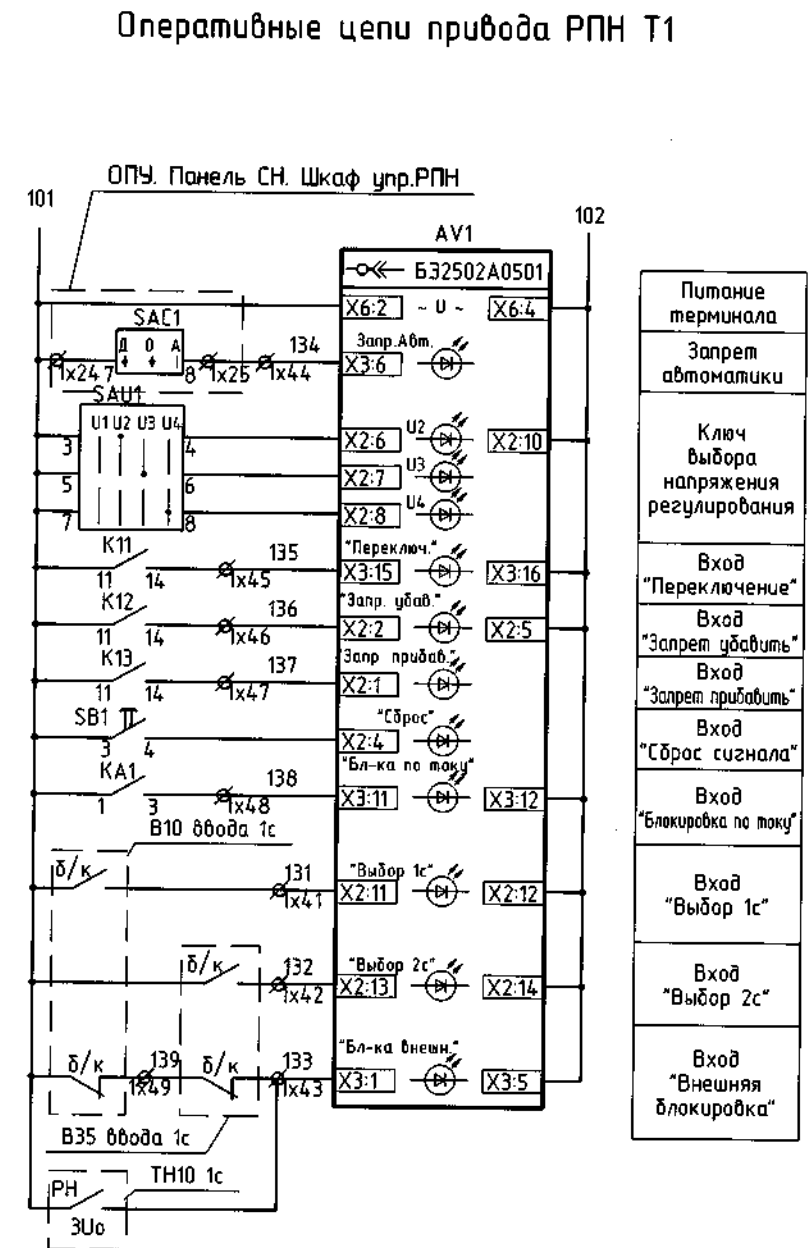 Оперативные цепи привода РПН Т1
ОПУ. Панель СН. Шкаф упр.РПН
101
102
AV1
БЭ2502А0501
X6:2 ~ U ~ X6:4
Питание
терминала
SAC1
Д О А
1x24 7 8 1x25 1x44 134
Запр.Авт.
X3:6
Запрет
автоматики
SAU1
U1 U2 U3 U4
3 4 X2:6 U2 X2:10
5 6 X2:7 U3
7 8 X2:8 U4
Ключ
выбора
напряжения
регулирования
K11
11 14 1x45 135
"Переключ."
X3:15 X3:16
Вход
"Переключение"
K12
11 14 1x46 136
"Запр. убав."
X2:2 X2:5
Вход
"Запрет убавить"
K13
11 14 1x47 137
"Запр прибав."
X2:1
Вход
"Запрет прибавить"
SB1
3 4
"Сброс"
X2:4
Вход
"Сброс сигнала"
KA1
1 3 1x48 138
"Бл-ка по току"
X3:11 X3:12
Вход
"Блокировка по току"
В10 ввода 1с
б/к 131
1x41
"Выбор 1с"
X2:11 X2:12
Вход
"Выбор 1с"
б/к 132
1x42
"Выбор 2с"
X2:13 X2:14
Вход
"Выбор 2с"
б/к 139 б/к 133
1x49 1x43
"Бл-ка внешн."
X3:1 X3:5
Вход
"Внешняя
блокировка"
В35 ввода 1с
РН ТН10 1с
3Uo